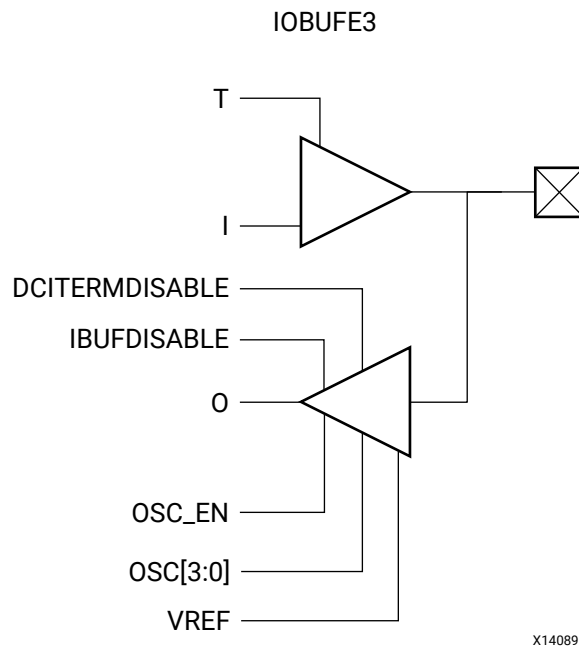 IOBUFE3
T
I
DCITERMDISABLE
IBUFDISABLE
O
OSC_EN
OSC[3:0]
VREF
X14089